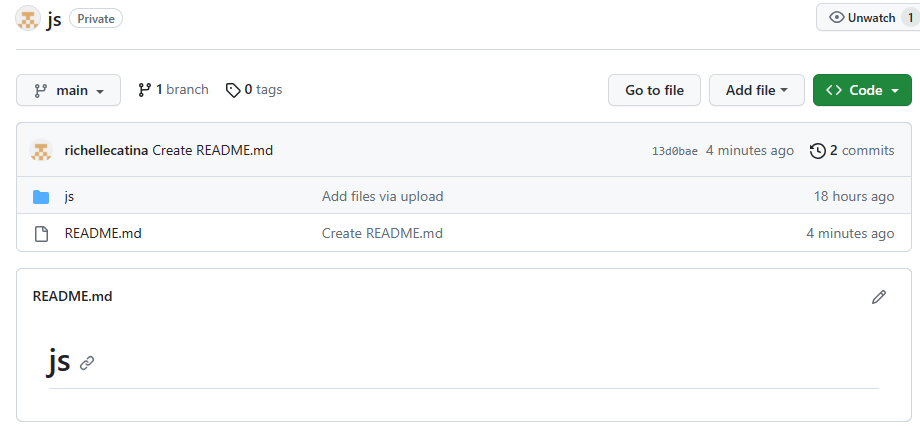 js Private Unwatch 1
main 1 branch 0 tags Go to file Add file Code
richellecatina Create README.md 13d0bae 4 minutes ago 2 commits
js Add files via upload 18 hours ago
README.md Create README.md 4 minutes ago
README.md
js